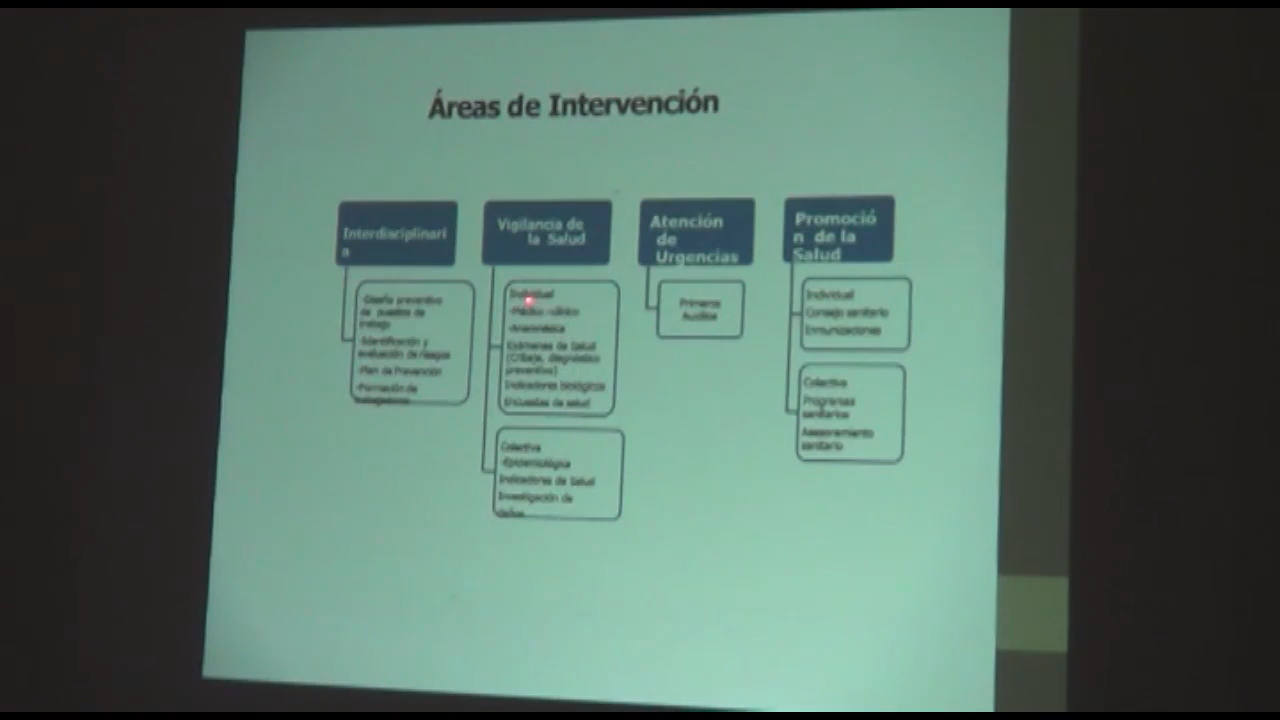 Áreas de Intervención
Interdisciplinari
a
-Diseño preventivo
de puestos de
trabajo
-Identificación y
evaluación de riesgos
-Plan de Prevención
-Formación de
trabajadores
Vigilancia de
la Salud
Individual
-Médico -clínico
-Anamnésica
Exámenes de Salud
(Cribaje, diagnóstico
preventivo)
Indicadores biológicos
Encuestas de salud
Colectiva
-Epidemiológica
Indicadores de Salud
Investigación de
daños
Atención
de
Urgencias
Primeros
Auxilios
Promoció
n de la
Salud
Individual
Consejo sanitario
Inmunizaciones
Colectiva
Programas
sanitarios
Asesoramiento
sanitario